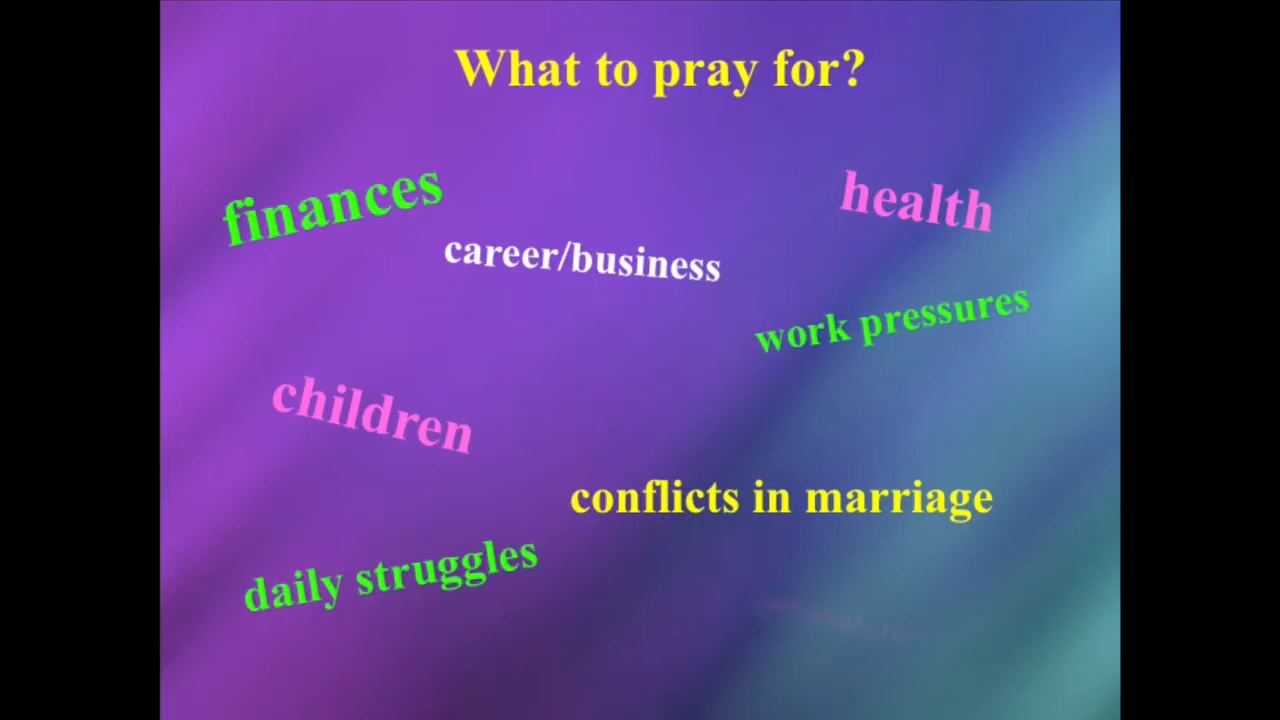 What to pray for?
finances
health
career/business
work pressures
children
conflicts in marriage
daily struggles